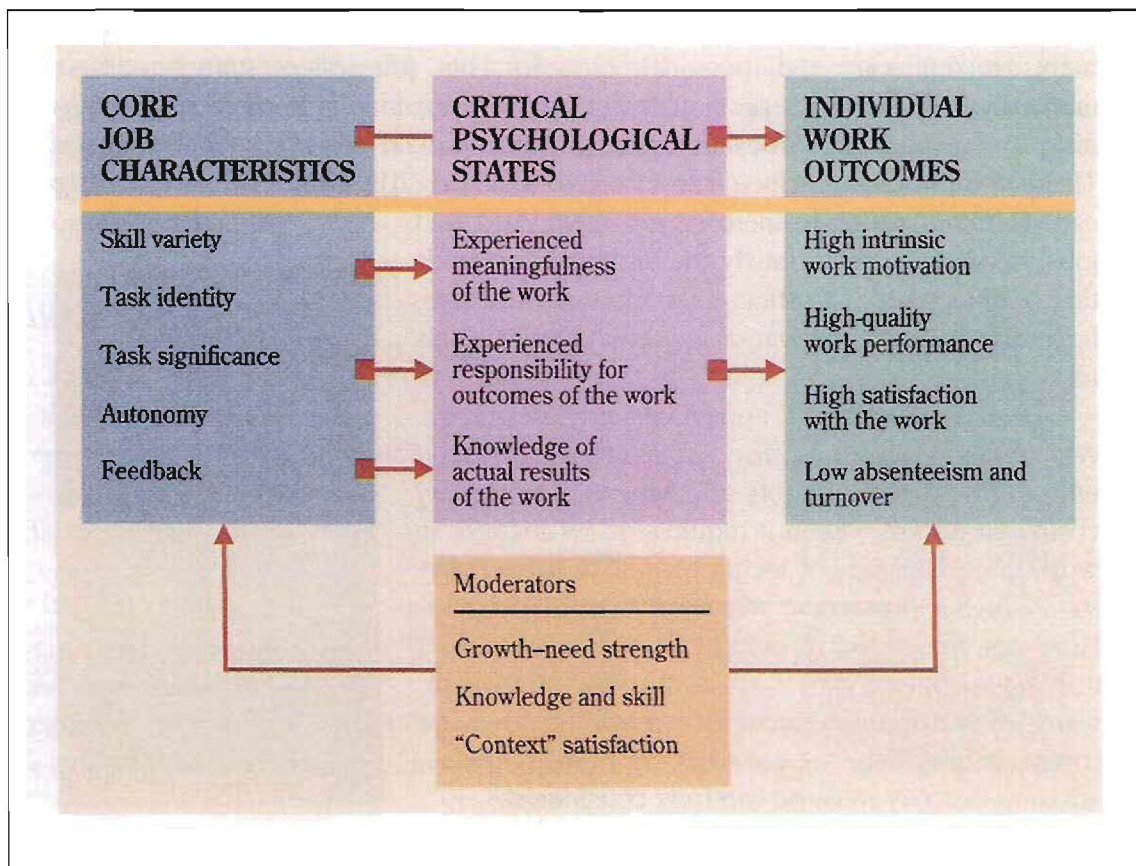 CORE
JOB
CHARACTERISTICS
Skill variety
Task identity
Task significance
Autonomy
Feedback
CRITICAL
PSYCHOLOGICAL
STATES
Experienced
meaningfulness
of the work
Experienced
responsibility for
outcomes of the work
Knowledge of
actual results
of the work
INDIVIDUAL
WORK
OUTCOMES
High intrinsic
work motivation
High-quality
work performance
High satisfaction
with the work
Low absenteeism and
turnover
Moderators
Growth–need strength
Knowledge and skill
“Context” satisfaction